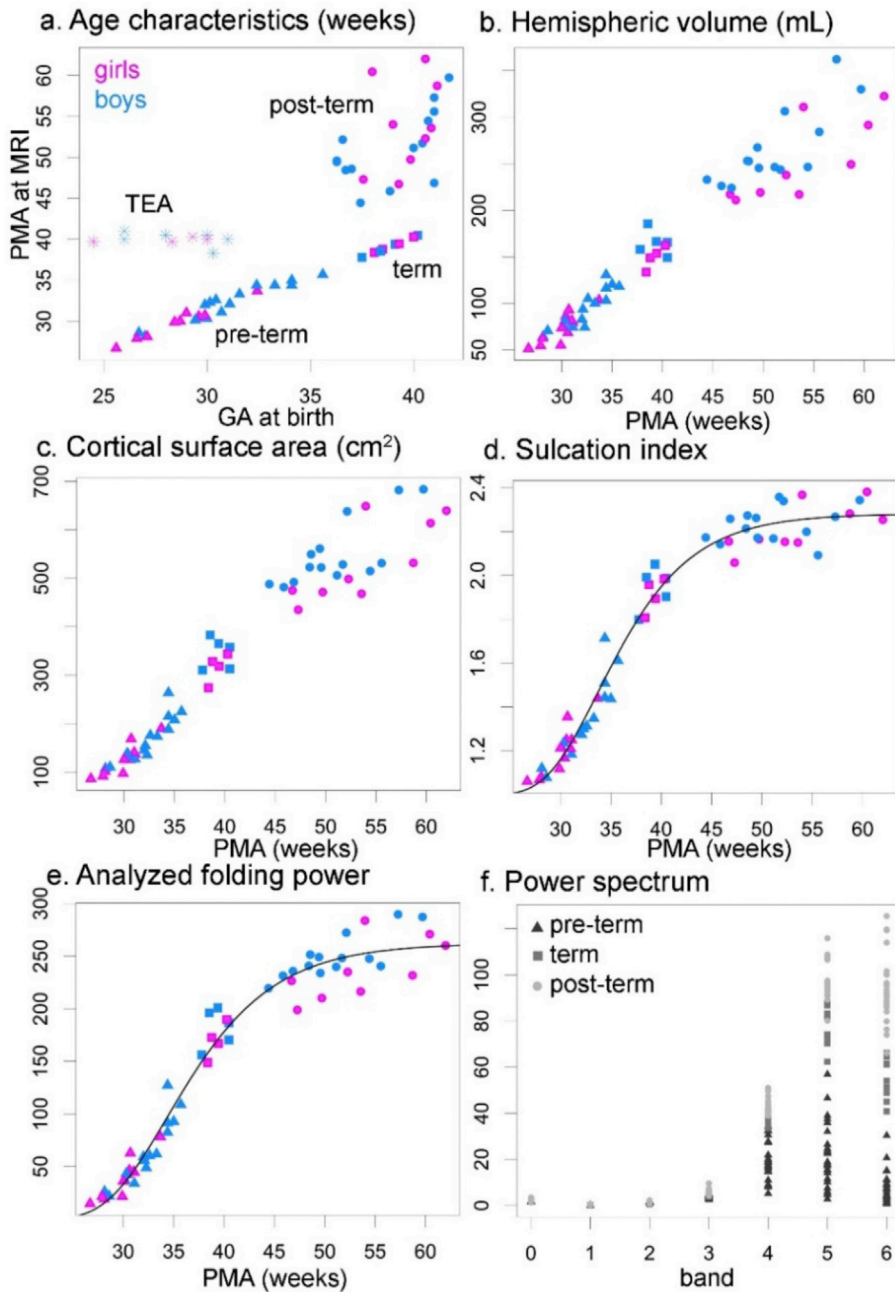 a. Age characteristics (weeks)
girls
boys
post-term
TEA
term
pre-term
PMA at MRI
30 35 40 45 50 55 60
25 30 35 40
GA at birth
b. Hemispheric volume (mL)
50 100 200 300
30 35 40 45 50 55 60
PMA (weeks)
c. Cortical surface area (cm²)
100 300 500 700
30 35 40 45 50 55 60
PMA (weeks)
d. Sulcation index
1.2 1.6 2.0 2.4
30 35 40 45 50 55 60
PMA (weeks)
e. Analyzed folding power
50 100 150 200 250 300
30 35 40 45 50 55 60
PMA (weeks)
f. Power spectrum
pre-term
term
post-term
0 20 40 60 80 100
0 1 2 3 4 5 6
band